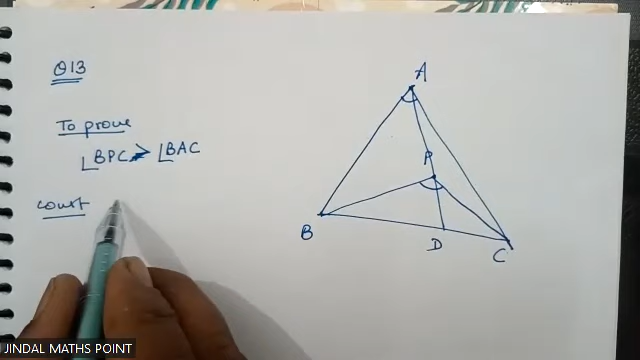 Q13
To prove
∠BPC > ∠BAC
Const
A
P
B
D
C
JINDAL MATHS POINT